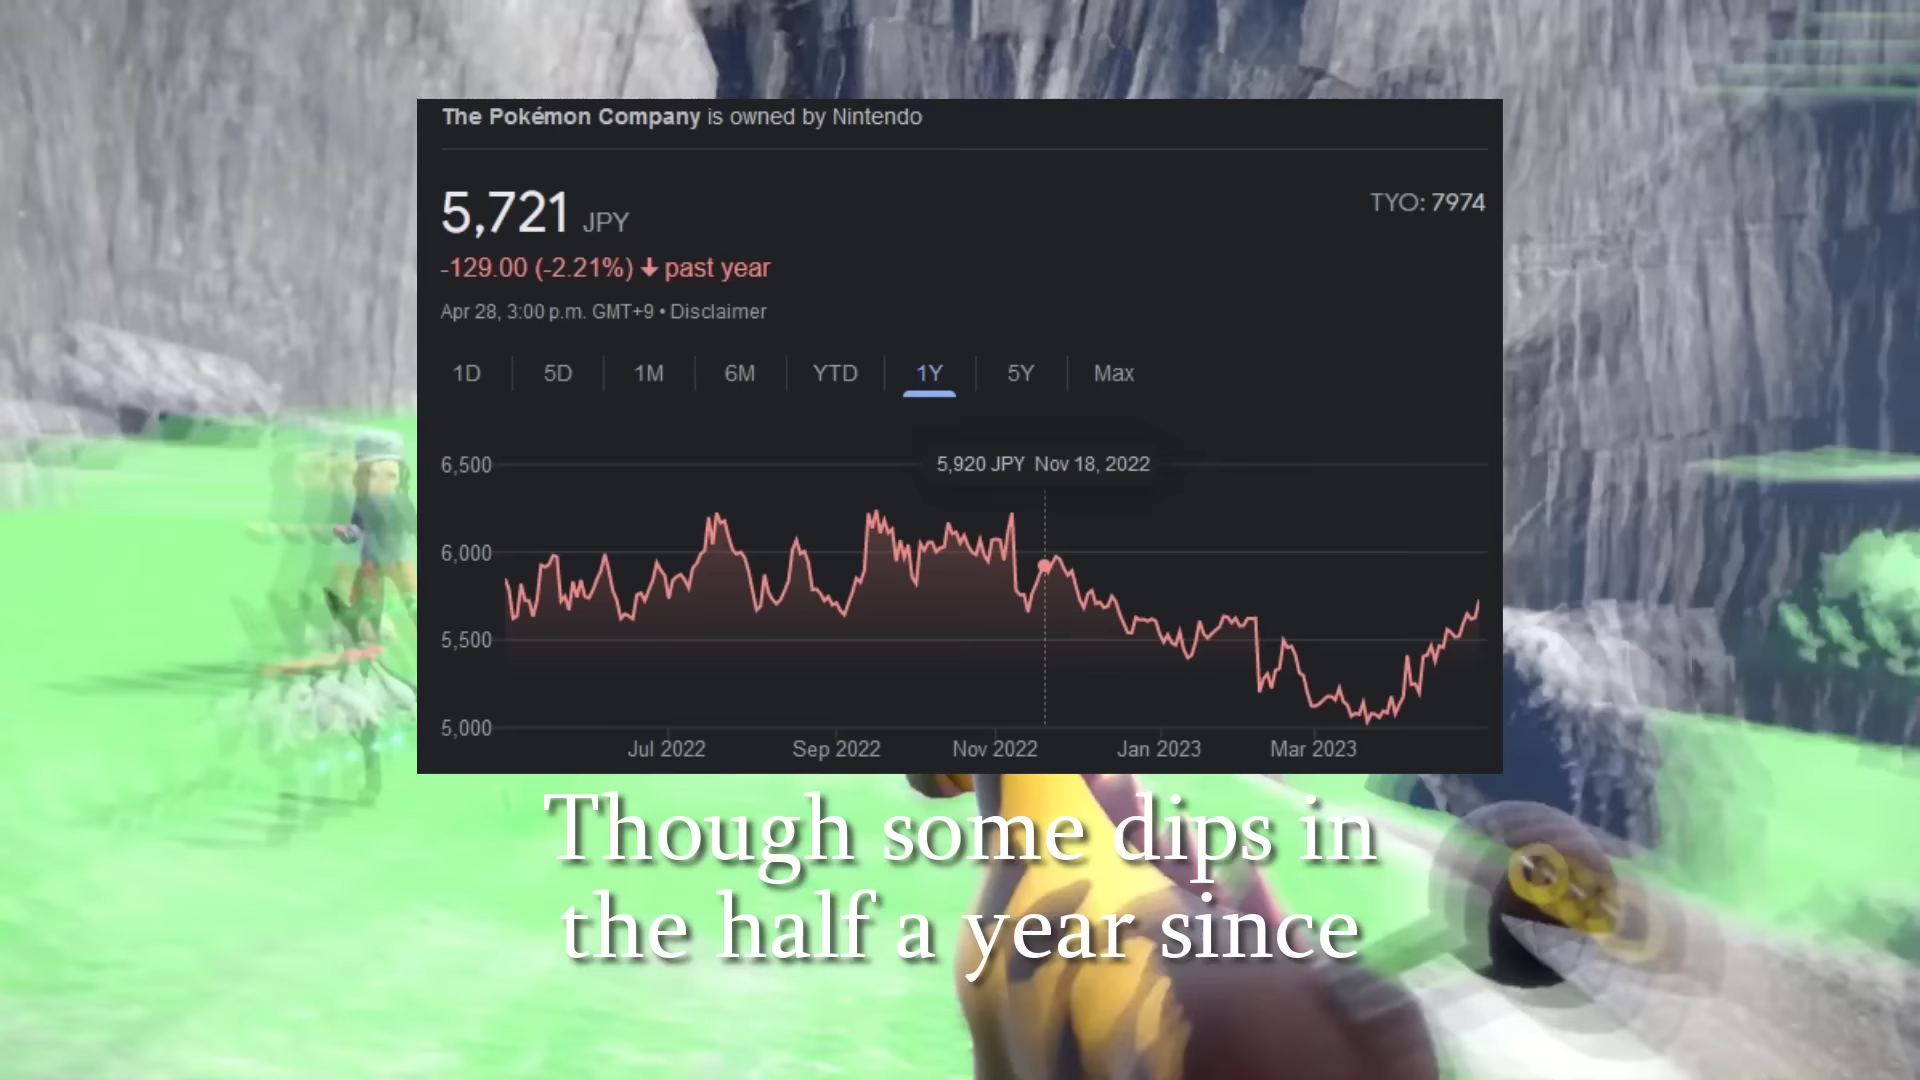 The Pokémon Company is owned by Nintendo
5,721 JPY
TYO: 7974
-129.00 (-2.21%) ↓ past year
Apr 28, 3:00 p.m. GMT+9 • Disclaimer
1D 5D 1M 6M YTD 1Y 5Y Max
5,920 JPY Nov 18, 2022
6,500
6,000
5,500
5,000
Jul 2022 Sep 2022 Nov 2022 Jan 2023 Mar 2023
Though some dips in
the half a year since